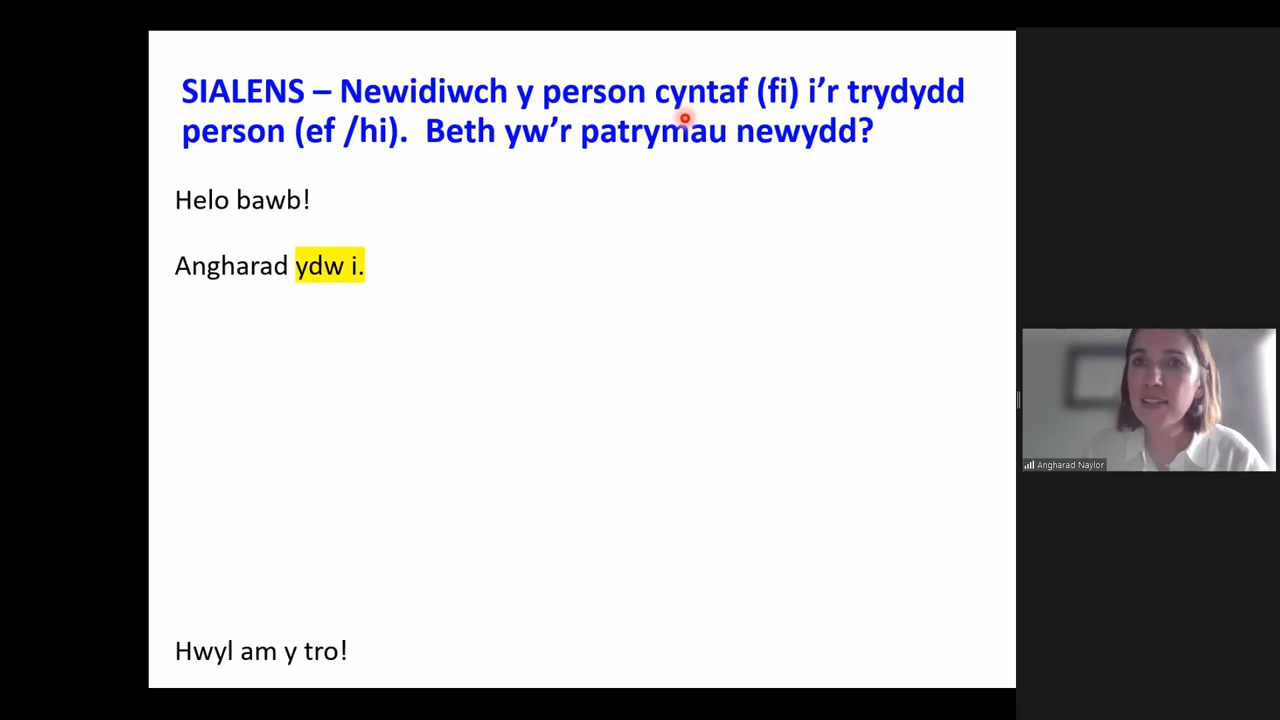 SIALENS – Newidiwch y person cyntaf (fi) i’r trydydd
person (ef /hi).  Beth yw’r patrymau newydd?
Helo bawb!
Angharad ydw i.
Hwyl am y tro!
Angharad Naylor